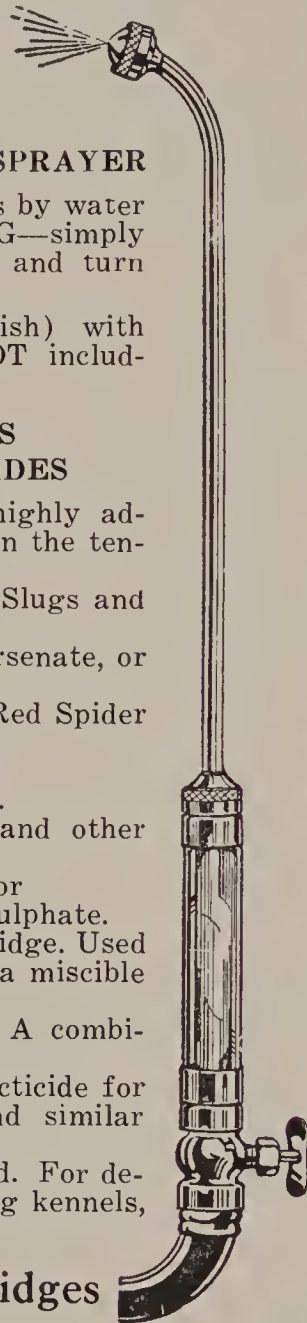 SPRAYER
s by water
G—simply
and turn
ish) with
OT includ-
S
IDES
highly ad-
n the ten-
Slugs and
rsenate, or
Red Spider
.
and other
or
ulphate.
idge. Used
a miscible
A combi-
cticide for
nd similar
d. For de-
g kennels,
idges